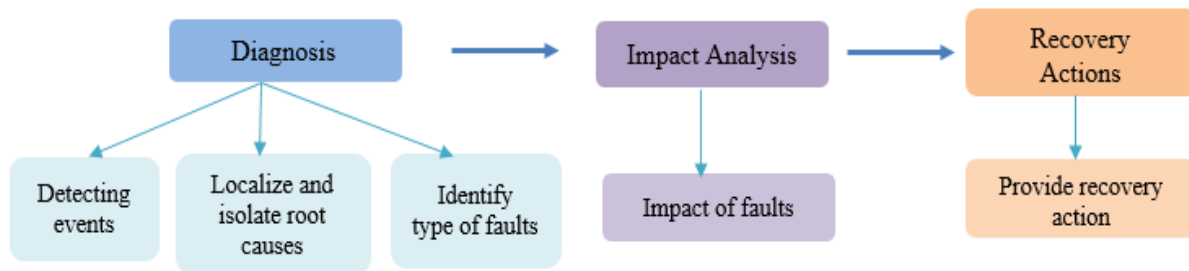 Diagnosis
Impact Analysis
Recovery
Actions
Detecting
events
Localize and
isolate root
causes
Identify
type of faults
Impact of faults
Provide recovery
action